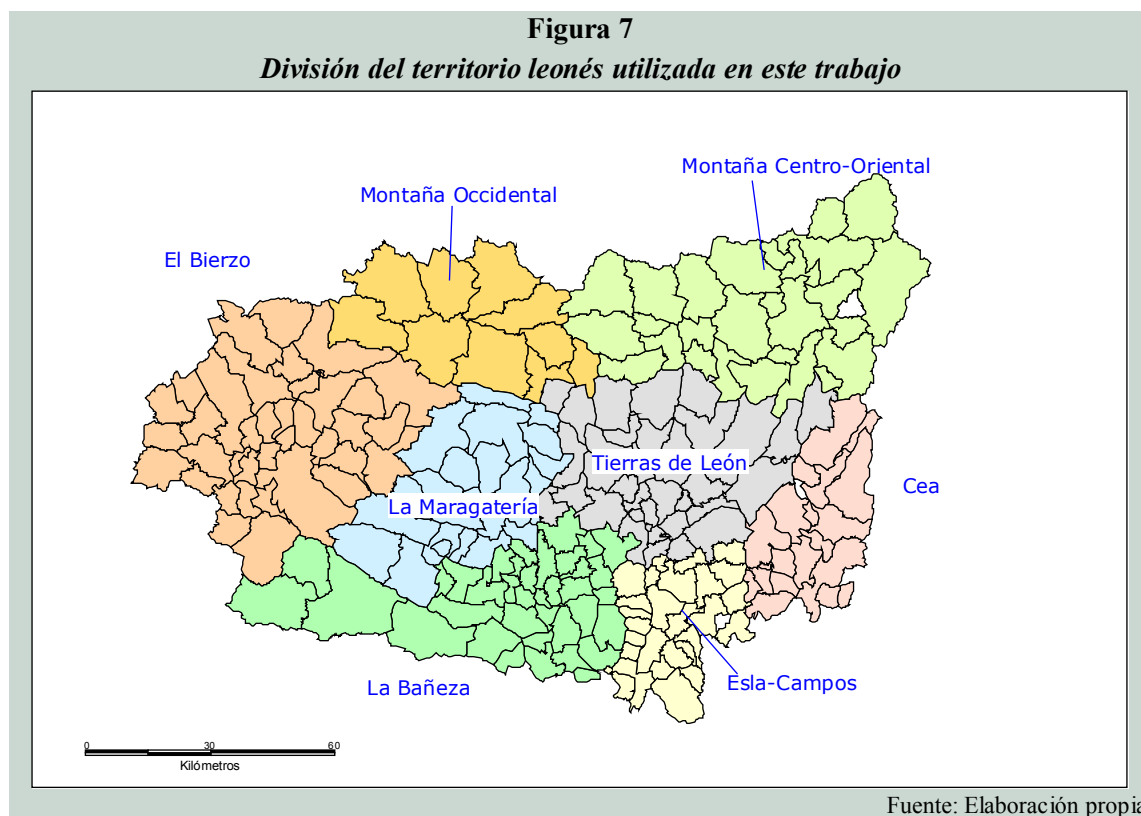 Figura 7
División del territorio leonés utilizada en este trabajo
Montaña Centro-Oriental
Montaña Occidental
El Bierzo
Tierras de León
Cea
La Maragatería
Esla-Campos
La Bañeza
0 30 60
Kilómetros
Fuente: Elaboración propia